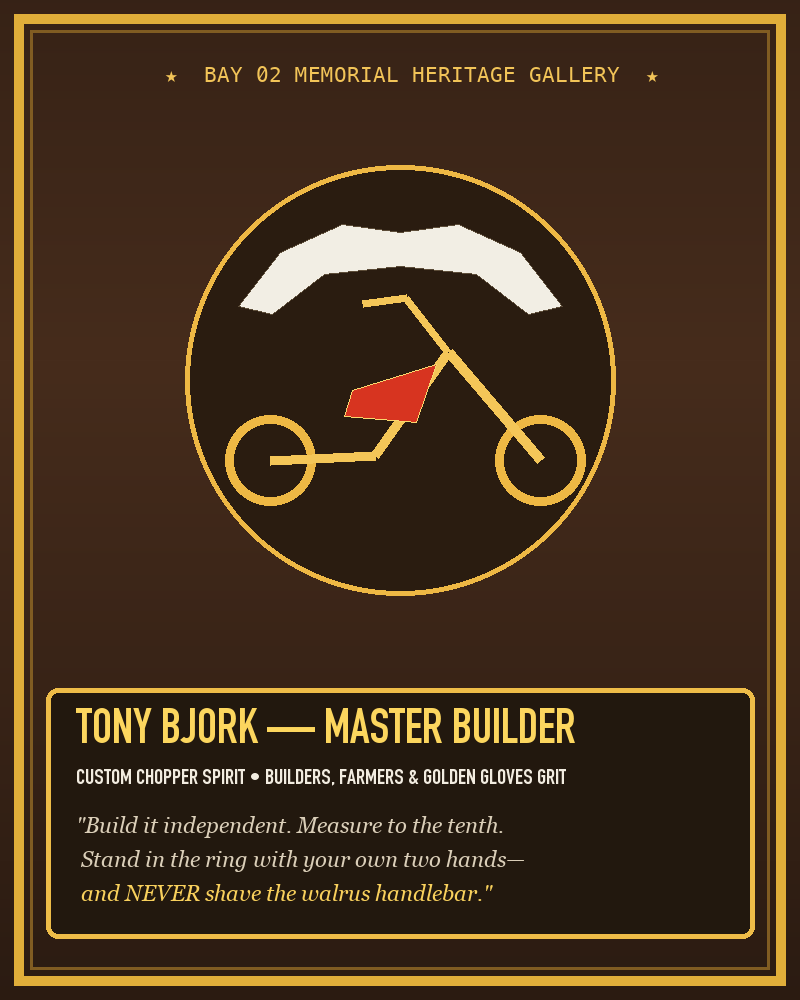 ★ BAY 02 MEMORIAL HERITAGE GALLERY ★
TONY BJORK — MASTER BUILDER
CUSTOM CHOPPER SPIRIT • BUILDERS, FARMERS & GOLDEN GLOVES GRIT
"Build it independent. Measure to the tenth.
Stand in the ring with your own two hands—
and NEVER shave the walrus handlebar."